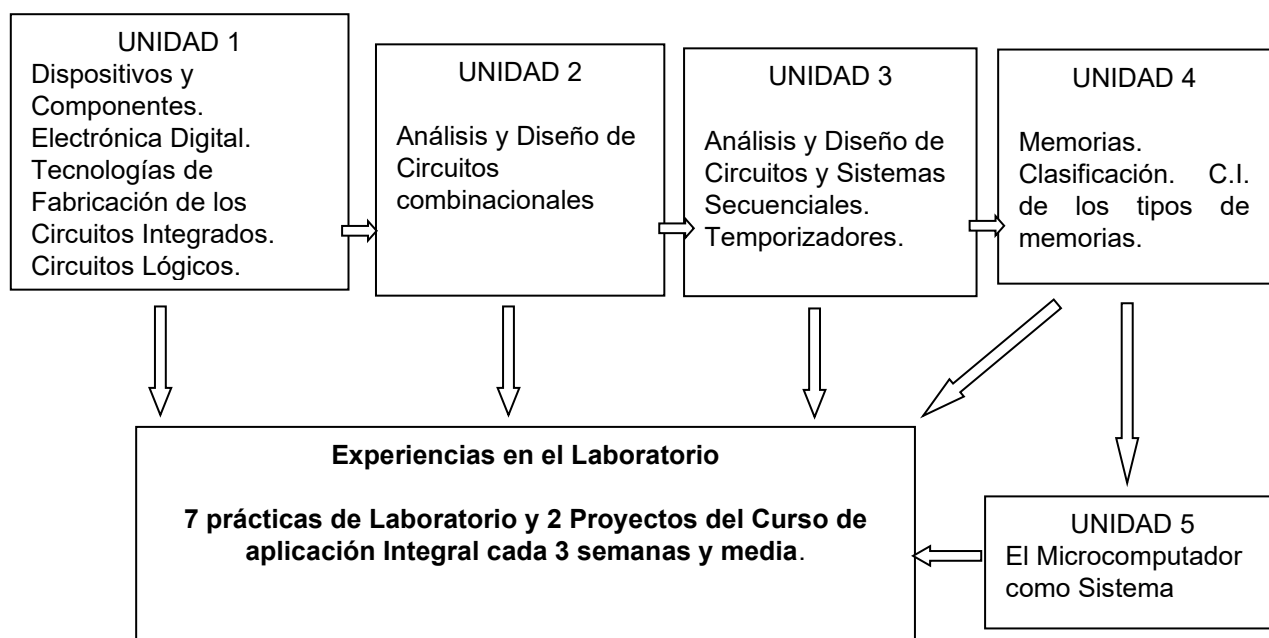 UNIDAD 1
Dispositivos y
Componentes.
Electrónica Digital.
Tecnologías de
Fabricación de los
Circuitos Integrados.
Circuitos Lógicos.
UNIDAD 2
Análisis y Diseño de
Circuitos
combinacionales
UNIDAD 3
Análisis y Diseño de
Circuitos y Sistemas
Secuenciales.
Temporizadores.
UNIDAD 4
Memorias.
Clasificación. C.I.
de los tipos de
memorias.
Experiencias en el Laboratorio
7 prácticas de Laboratorio y 2 Proyectos del Curso de
aplicación Integral cada 3 semanas y media.
UNIDAD 5
El Microcomputador
como Sistema